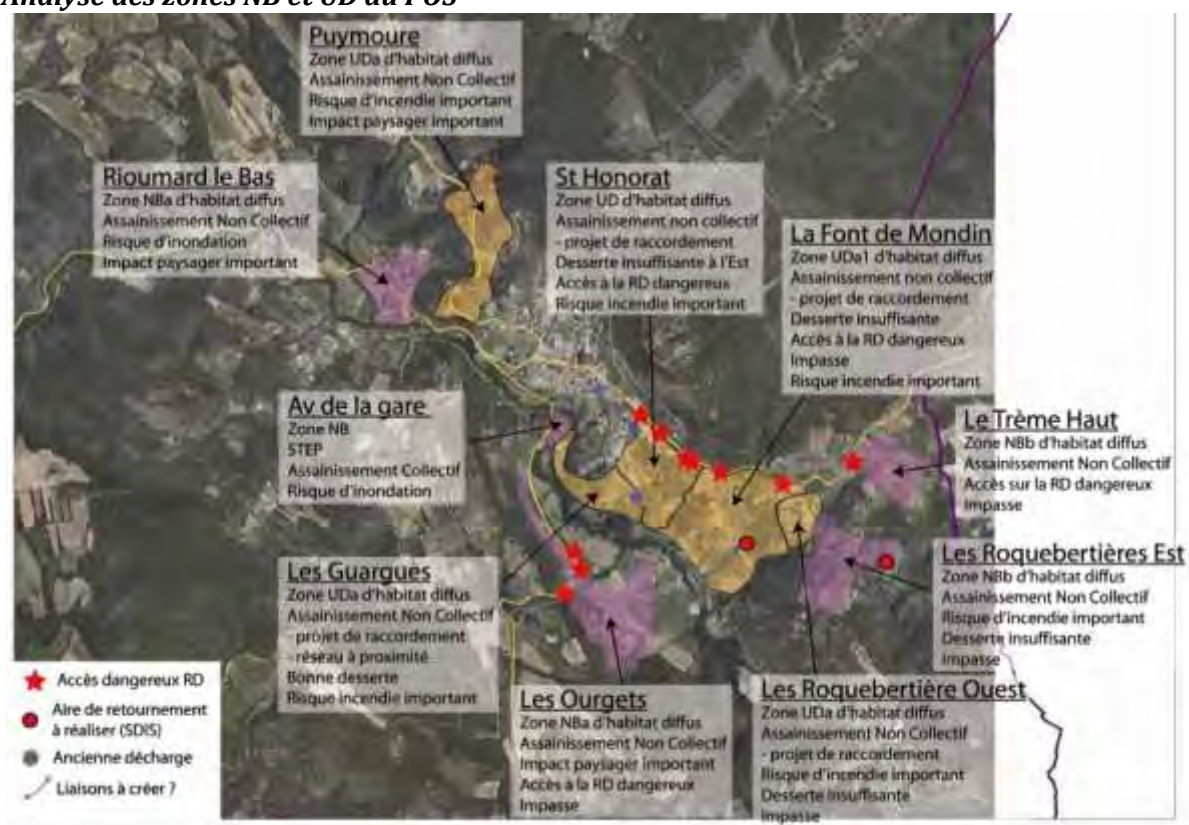 Analyse des zones NB et UD du POS
Puymoure
Zone UDa d'habitat diffus
Assainissement Non Collectif
Risque d'incendie important
Impact paysager important
Rioumard le Bas
Zone NBa d'habitat diffus
Assainissement Non Collectif
Risque d'inondation
Impact paysager important
St Honorat
Zone UD d'habitat diffus
Assainissement non collectif
- projet de raccordement
Desserte insuffisante à l'Est
Accès à la RD dangereux
Risque incendie important
La Font de Mondin
Zone UDa1 d'habitat diffus
Assainissement non collectif
- projet de raccordement
Desserte insuffisante
Accès à la RD dangereux
Impasse
Risque incendie important
Av de la gare
Zone NB
STEP
Assainissement Collectif
Risque d'inondation
Le Trème Haut
Zone NBb d'habitat diffus
Assainissement Non Collectif
Accès sur la RD dangereux
Impasse
Les Guargues
Zone UDa d'habitat diffus
Assainissement Non Collectif
- projet de raccordement
- réseau à proximité
Bonne desserte
Risque incendie important
Les Roquebertières Est
Zone NBb d'habitat diffus
Assainissement Non Collectif
Risque d'incendie important
Desserte insuffisante
Impasse
Les Ourgets
Zone NBa d'habitat diffus
Assainissement Non Collectif
Impact paysager important
Accès à la RD dangereux
Impasse
Les Roquebertière Ouest
Zone UDa d'habitat diffus
Assainissement Non Collectif
- projet de raccordement
Risque d'incendie important
Desserte insuffisante
Impasse
Accès dangereux RD
Aire de retournement
à réaliser (SDIS)
Ancienne décharge
Liaisons à créer ?